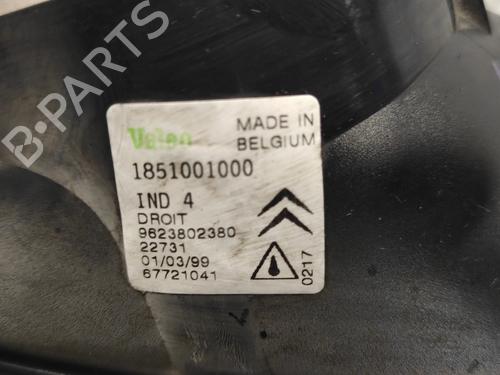 B-PARTS
Valeo
MADE IN
BELGIUM
1851001000
IND 4
DROIT
9623802380
22731
01/03/99
67721041
0217